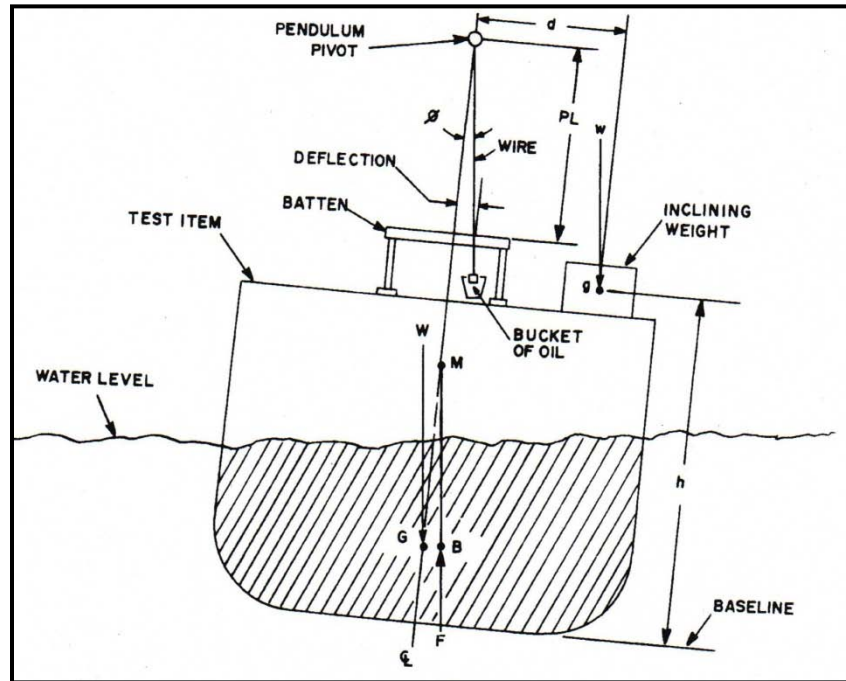 PENDULUM
PIVOT
d
PL
w
Ø
WIRE
DEFLECTION
BATTEN
TEST ITEM
INCLINING
WEIGHT
g
BUCKET
OF OIL
W
M
WATER LEVEL
h
G
B
BASELINE
F
℄